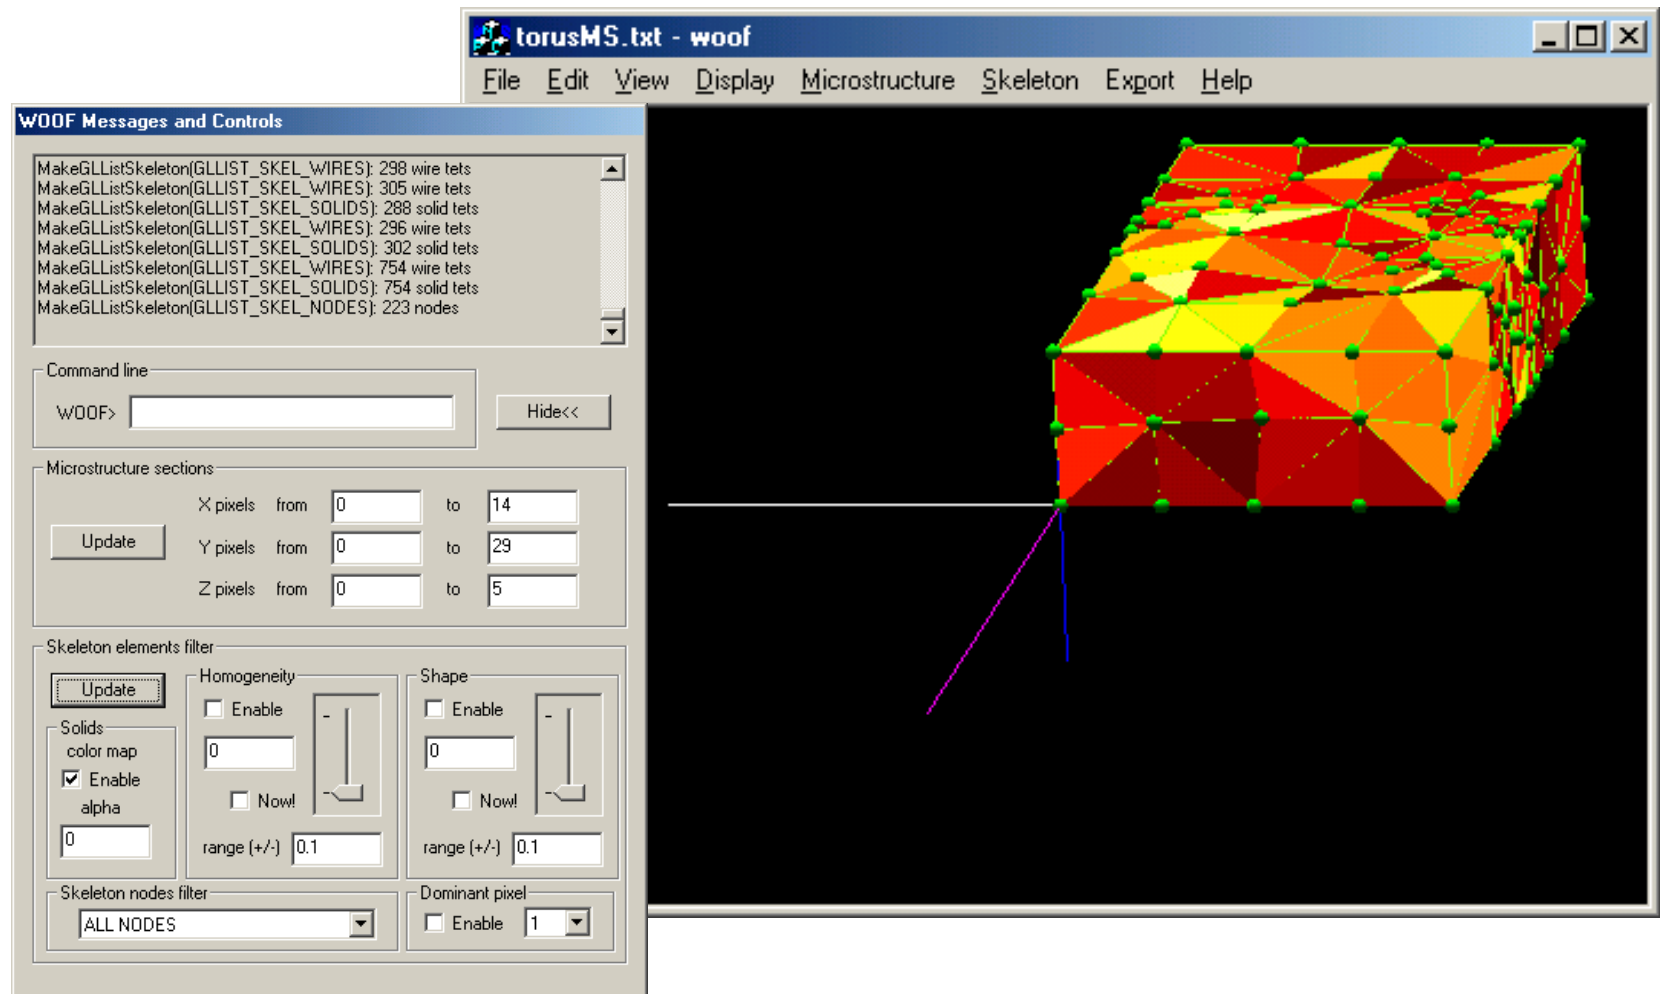 torusMS.txt - woof
File Edit View Display Microstructure Skeleton Export Help
WOOF Messages and Controls
MakeGLListSkeleton(GLLIST_SKEL_WIRES): 298 wire tets
MakeGLListSkeleton(GLLIST_SKEL_WIRES): 305 wire tets
MakeGLListSkeleton(GLLIST_SKEL_SOLIDS): 288 solid tets
MakeGLListSkeleton(GLLIST_SKEL_WIRES): 296 wire tets
MakeGLListSkeleton(GLLIST_SKEL_SOLIDS): 302 solid tets
MakeGLListSkeleton(GLLIST_SKEL_WIRES): 754 wire tets
MakeGLListSkeleton(GLLIST_SKEL_SOLIDS): 754 solid tets
MakeGLListSkeleton(GLLIST_SKEL_NODES): 223 nodes
Command line
WOOF>
Hide<<
Microstructure sections
Update
X pixels from 0 to 14
Y pixels from 0 to 29
Z pixels from 0 to 5
Skeleton elements filter
Update
Solids
color map
Enable
alpha
0
Homogeneity
Enable
0
Now!
range (+/-) 0.1
Shape
Enable
0
Now!
range (+/-) 0.1
Skeleton nodes filter
ALL NODES
Dominant pixel
Enable 1